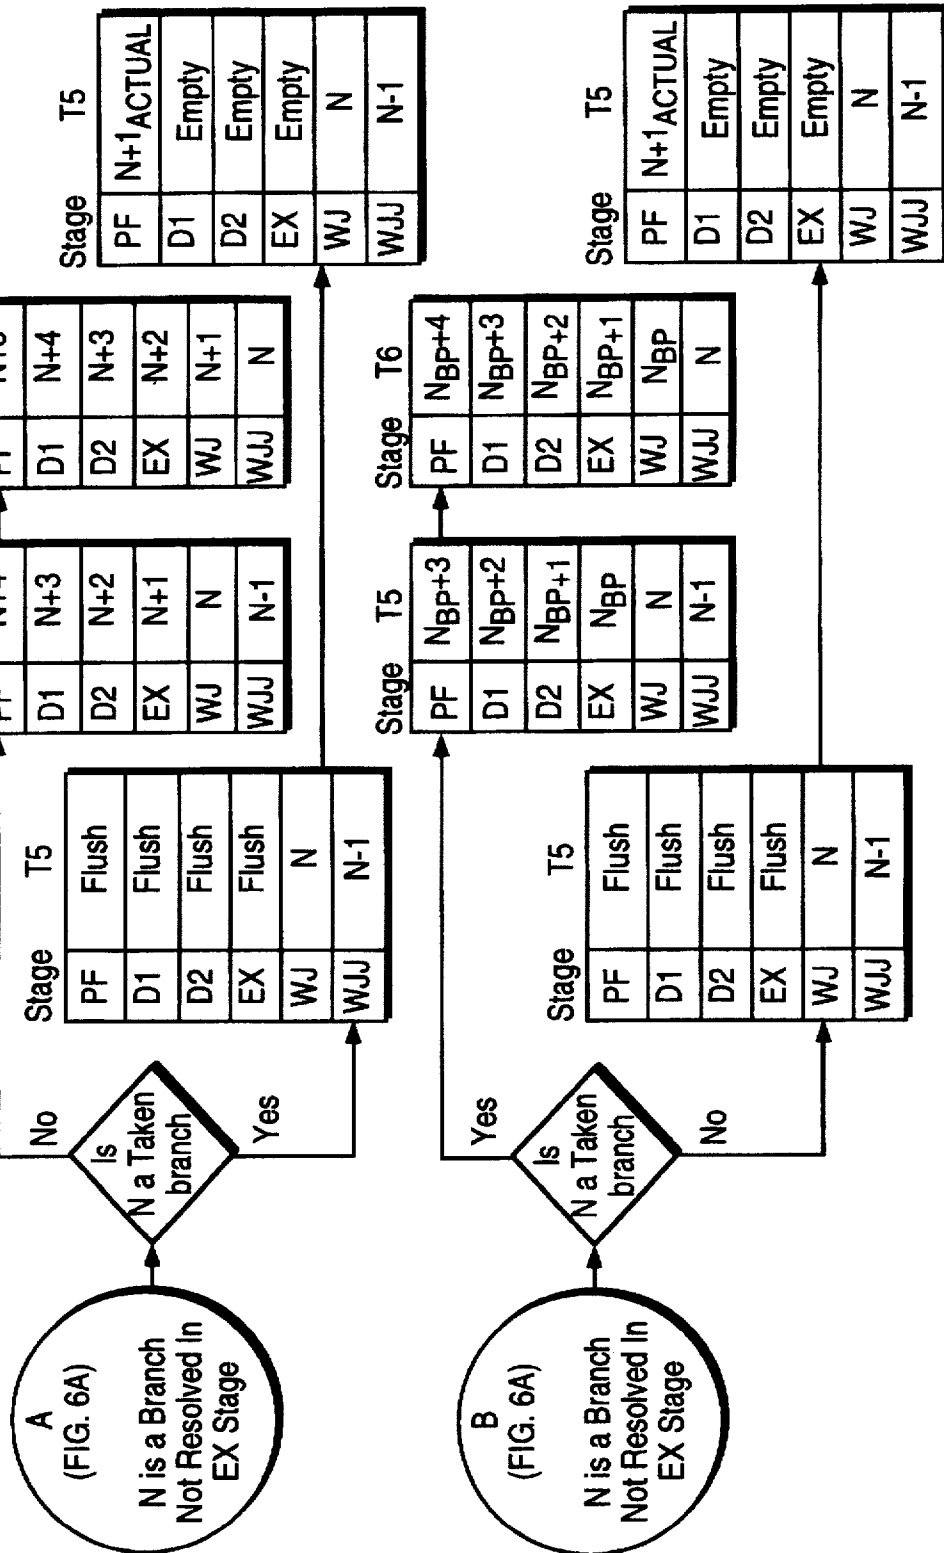 A
(FIG. 6A)
N is a Branch
Not Resolved In
EX Stage
Is
N a Taken
branch
No
Yes
Stage T5
PF Flush
D1 Flush
D2 Flush
EX Flush
WJ N
WJJ N-1
D1 N+3
D2 N+2
EX N+1
WJ N
WJJ N-1
D1 N+4
D2 N+3
EX N+2
WJ N+1
WJJ N
Stage T5
PF N+1ACTUAL
D1 Empty
D2 Empty
EX Empty
WJ N
WJJ N-1
B
(FIG. 6A)
N is a Branch
Not Resolved In
EX Stage
Is
N a Taken
branch
Yes
No
Stage T5
PF NBP+3
D1 NBP+2
D2 NBP+1
EX NBP
WJ N
WJJ N-1
Stage T6
PF NBP+4
D1 NBP+3
D2 NBP+2
EX NBP+1
WJ NBP
WJJ N
Stage T5
PF Flush
D1 Flush
D2 Flush
EX Flush
WJ N
WJJ N-1
Stage T5
PF N+1ACTUAL
D1 Empty
D2 Empty
EX Empty
WJ N
WJJ N-1